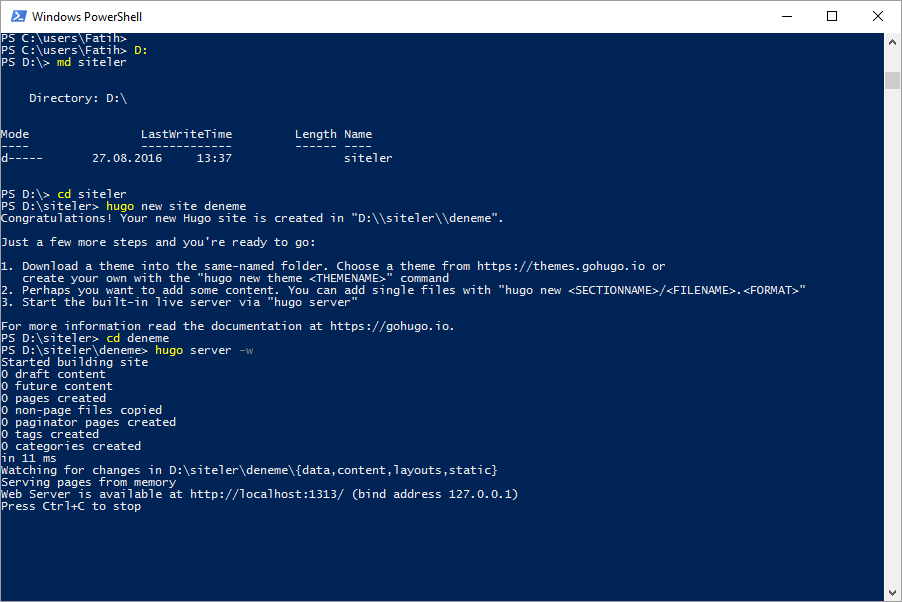 Windows PowerShell
PS C:\users\Fatih>
PS C:\users\Fatih> D:
PS D:\> md siteler
Directory: D:\
Mode                LastWriteTime         Length Name
----                -------------         ------ ----
d-----       27.08.2016     13:37                siteler
PS D:\> cd siteler
PS D:\siteler> hugo new site deneme
Congratulations! Your new Hugo site is created in "D:\\siteler\\deneme".
Just a few more steps and you're ready to go:
1. Download a theme into the same-named folder. Choose a theme from https://themes.gohugo.io or
   create your own with the "hugo new theme <THEMENAME>" command
2. Perhaps you want to add some content. You can add single files with "hugo new <SECTIONNAME>/<FILENAME>.<FORMAT>"
3. Start the built-in live server via "hugo server"
For more information read the documentation at https://gohugo.io.
PS D:\siteler> cd deneme
PS D:\siteler\deneme> hugo server -w
Started building site
0 draft content
0 future content
0 pages created
0 non-page files copied
0 paginator pages created
0 tags created
0 categories created
in 11 ms
Watching for changes in D:\siteler\deneme\{data,content,layouts,static}
Serving pages from memory
Web Server is available at http://localhost:1313/ (bind address 127.0.0.1)
Press Ctrl+C to stop